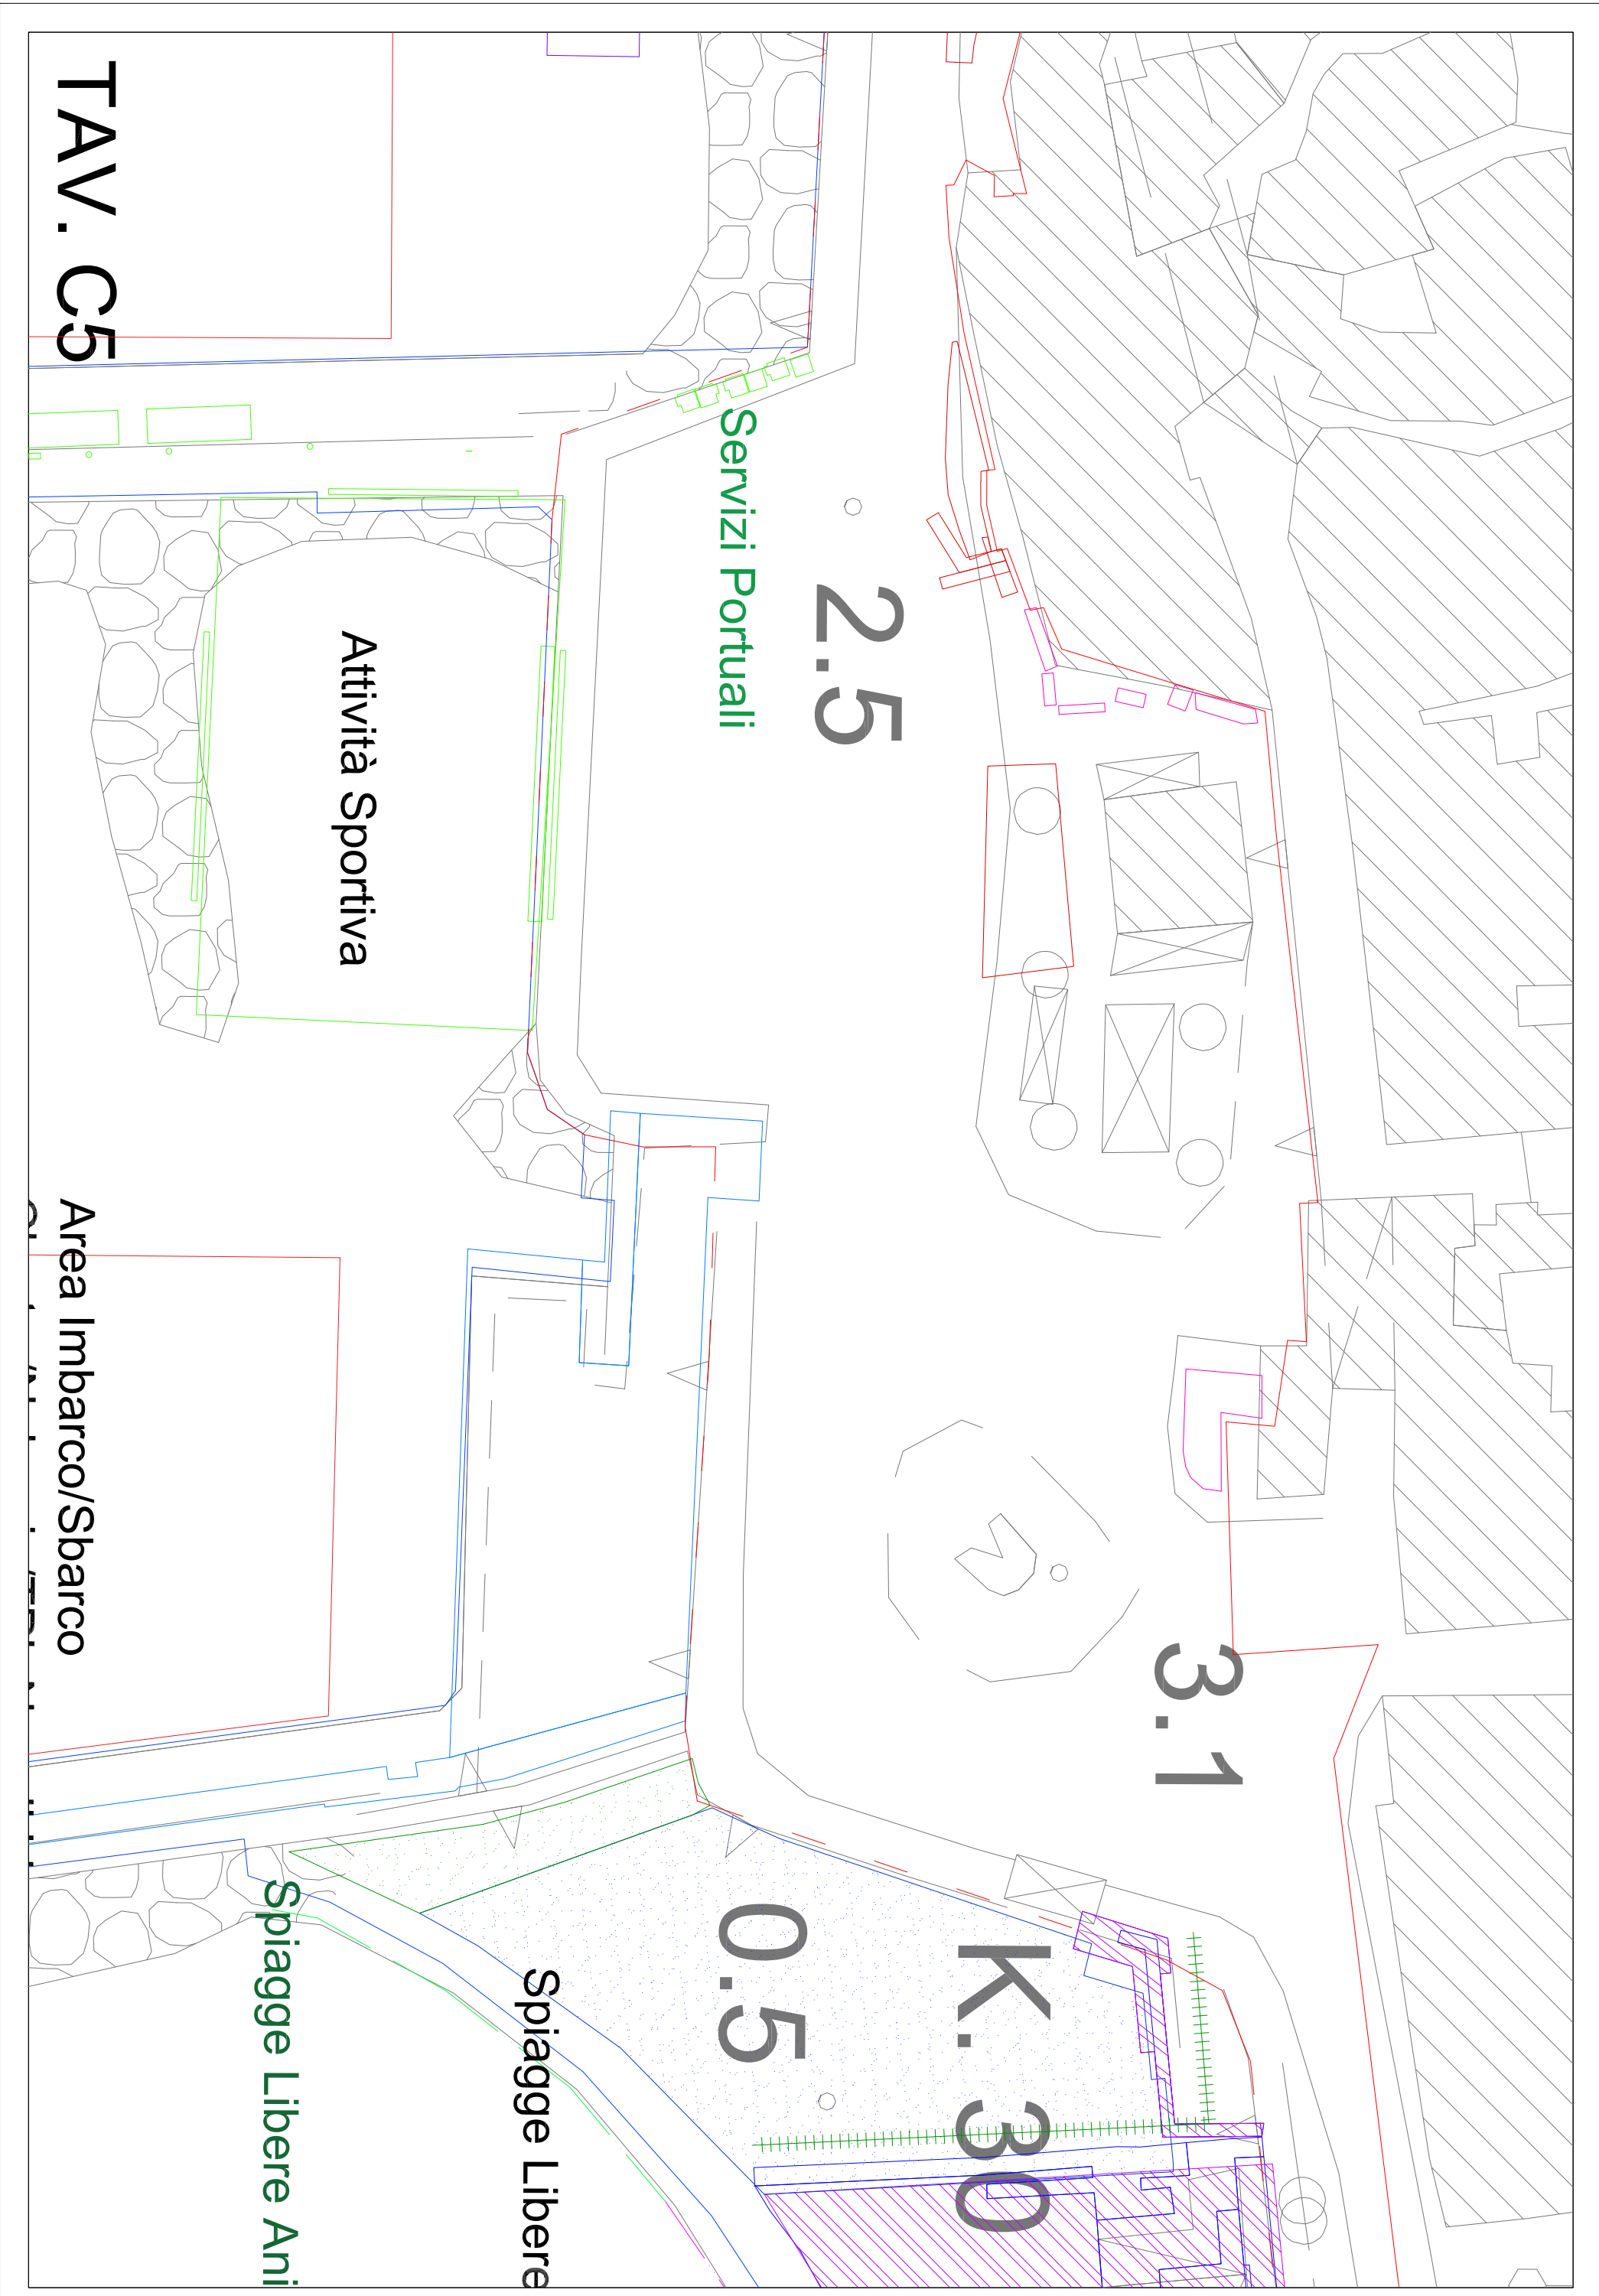 TAV. C5
Servizi Portuali
2.5
Attività Sportiva
Area Imbarco/Sbarco
3.1
0.5
K. 30
Spiagge Libere
Spiagge Libere Ani